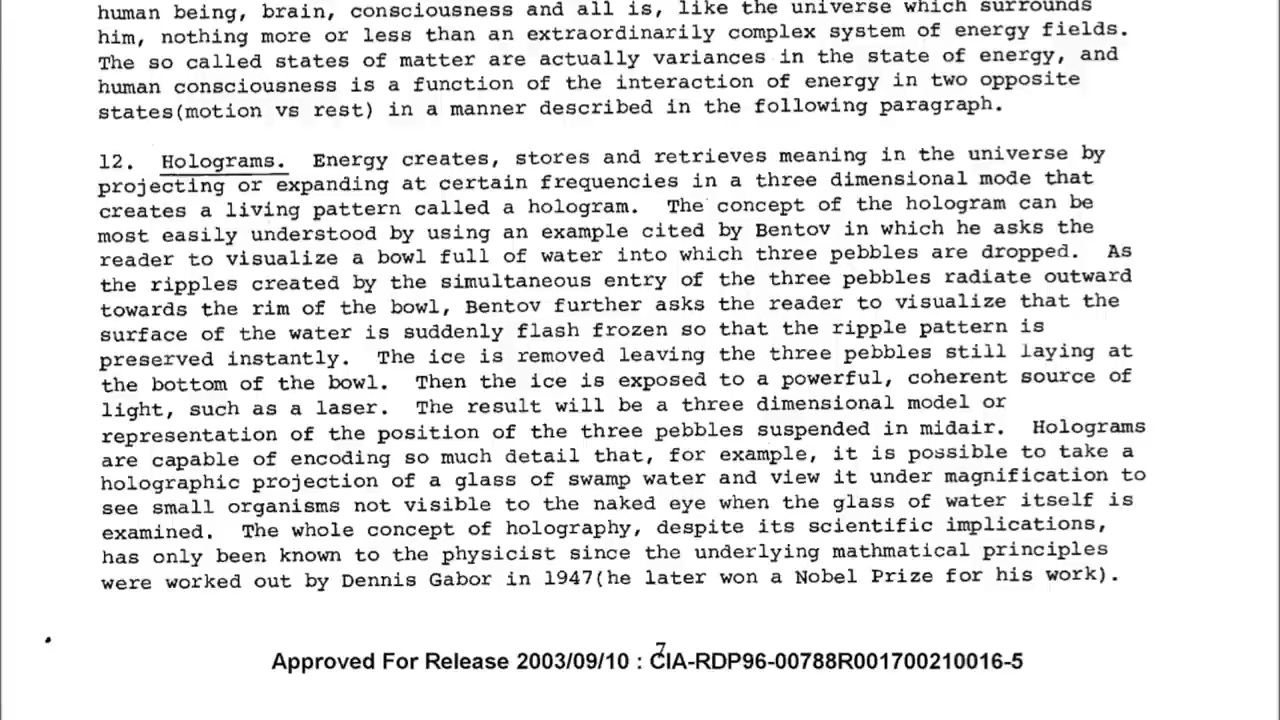 human being, brain, consciousness and all is, like the universe which surrounds
him, nothing more or less than an extraordinarily complex system of energy fields.
The so called states of matter are actually variances in the state of energy, and
human consciousness is a function of the interaction of energy in two opposite
states(motion vs rest) in a manner described in the following paragraph.
12. Holograms. Energy creates, stores and retrieves meaning in the universe by
projecting or expanding at certain frequencies in a three dimensional mode that
creates a living pattern called a hologram. The concept of the hologram can be
most easily understood by using an example cited by Bentov in which he asks the
reader to visualize a bowl full of water into which three pebbles are dropped. As
the ripples created by the simultaneous entry of the three pebbles radiate outward
towards the rim of the bowl, Bentov further asks the reader to visualize that the
surface of the water is suddenly flash frozen so that the ripple pattern is
preserved instantly. The ice is removed leaving the three pebbles still laying at
the bottom of the bowl. Then the ice is exposed to a powerful, coherent source of
light, such as a laser. The result will be a three dimensional model or
representation of the position of the three pebbles suspended in midair. Holograms
are capable of encoding so much detail that, for example, it is possible to take a
holographic projection of a glass of swamp water and view it under magnification to
see small organisms not visible to the naked eye when the glass of water itself is
examined. The whole concept of holography, despite its scientific implications,
has only been known to the physicist since the underlying mathmatical principles
were worked out by Dennis Gabor in 1947(he later won a Nobel Prize for his work).
7
Approved For Release 2003/09/10 : CIA-RDP96-00788R001700210016-5